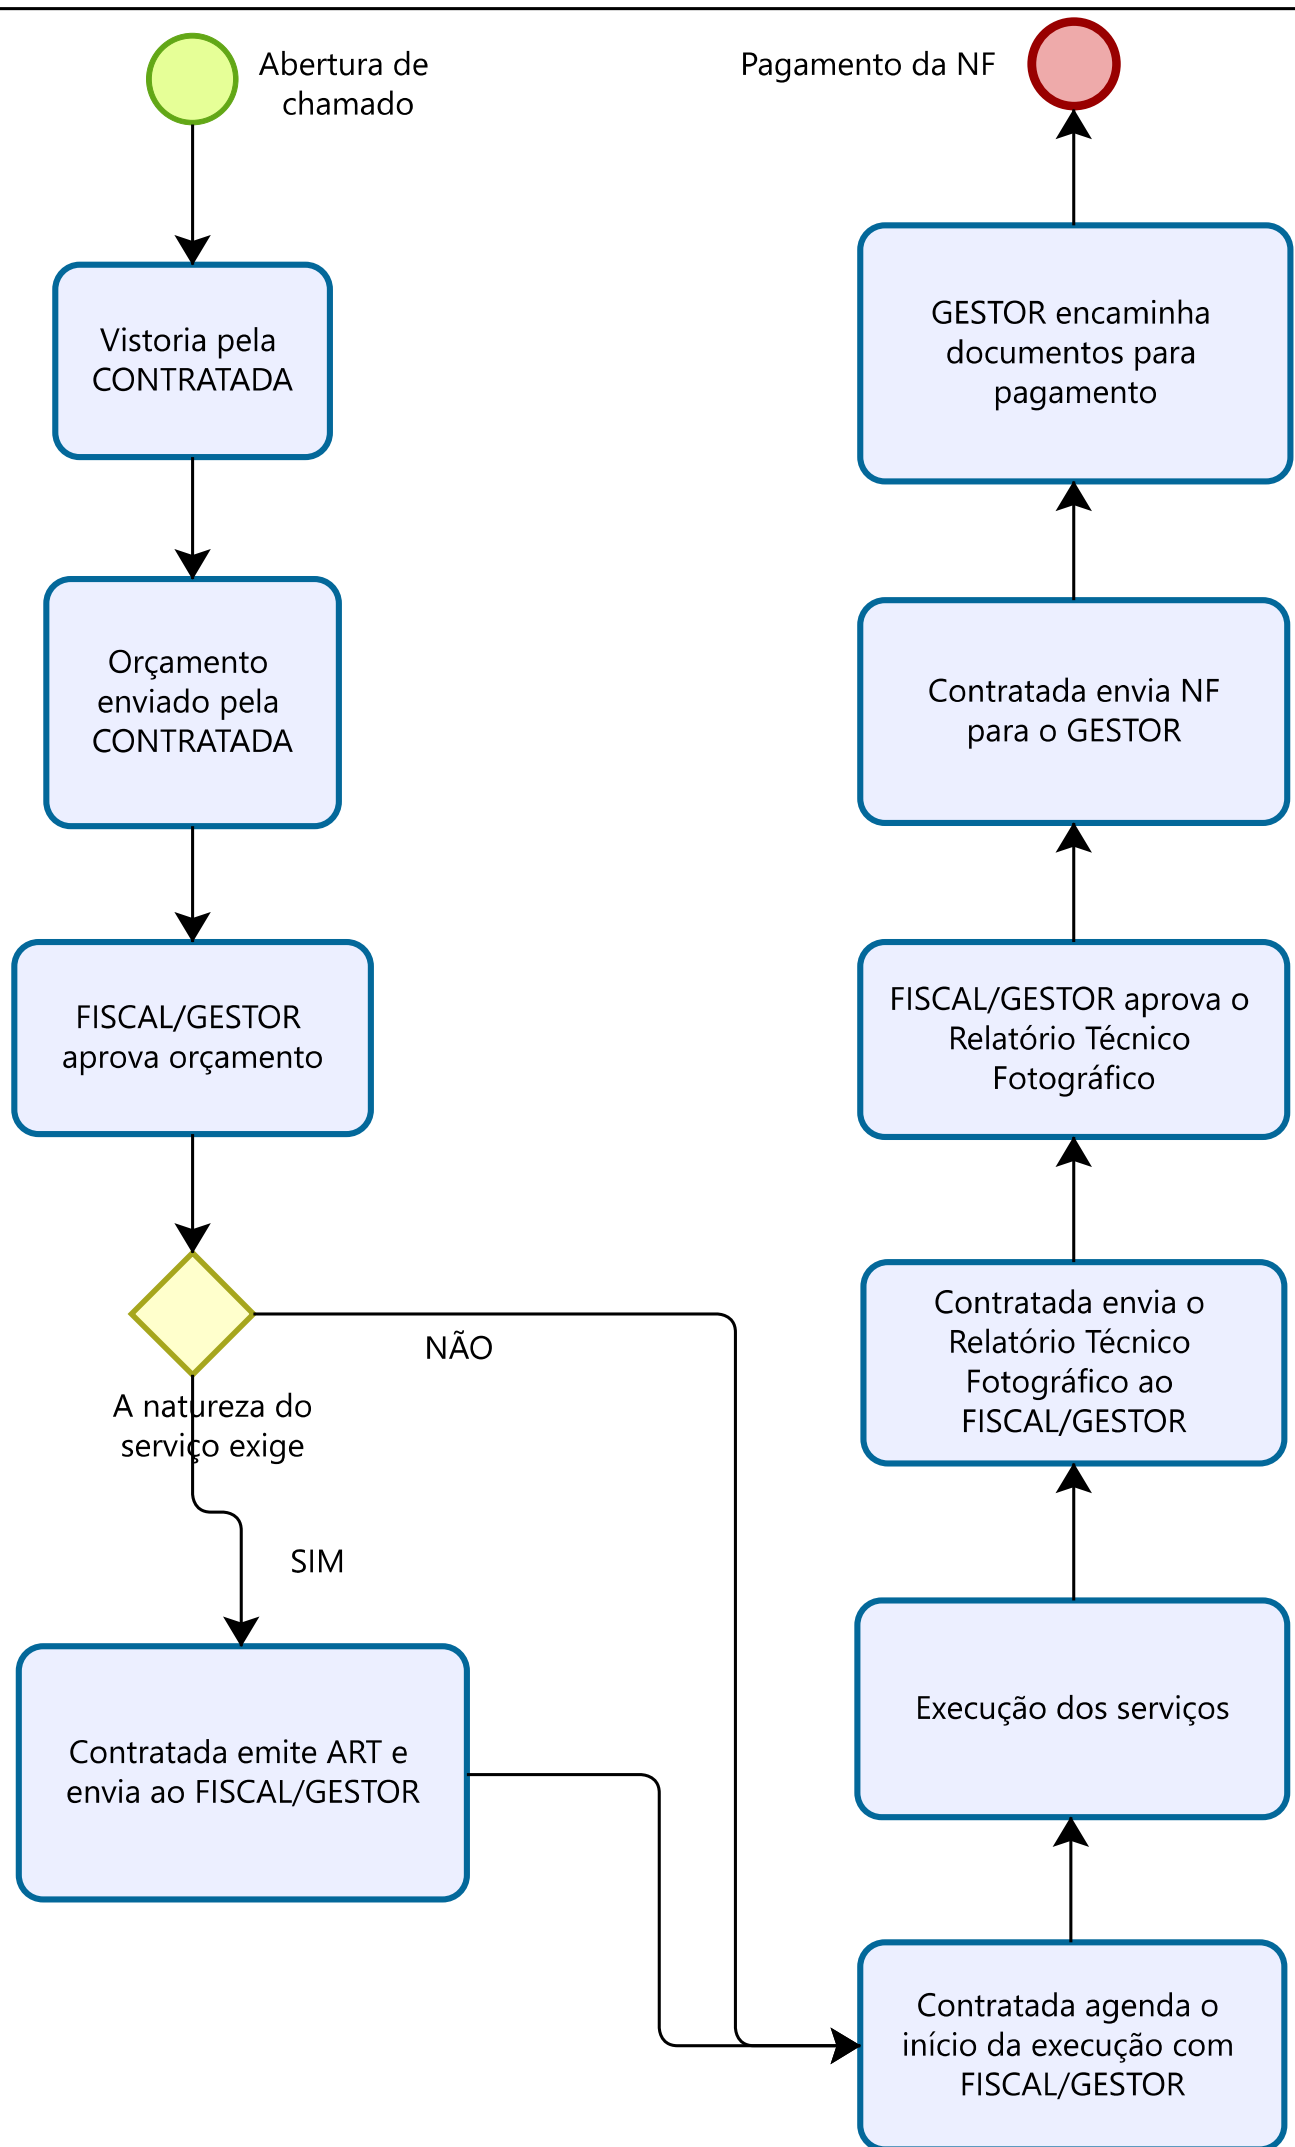 Abertura de
chamado
Vistoria pela
CONTRATADA
Orçamento
enviado pela
CONTRATADA
FISCAL/GESTOR
aprova orçamento
A natureza do
serviço exige
NÃO
SIM
Contratada emite ART e
envia ao FISCAL/GESTOR
Contratada agenda o
início da execução com
FISCAL/GESTOR
Execução dos serviços
Contratada envia o
Relatório Técnico
Fotográfico ao
FISCAL/GESTOR
FISCAL/GESTOR aprova o
Relatório Técnico
Fotográfico
Contratada envia NF
para o GESTOR
GESTOR encaminha
documentos para
pagamento
Pagamento da NF